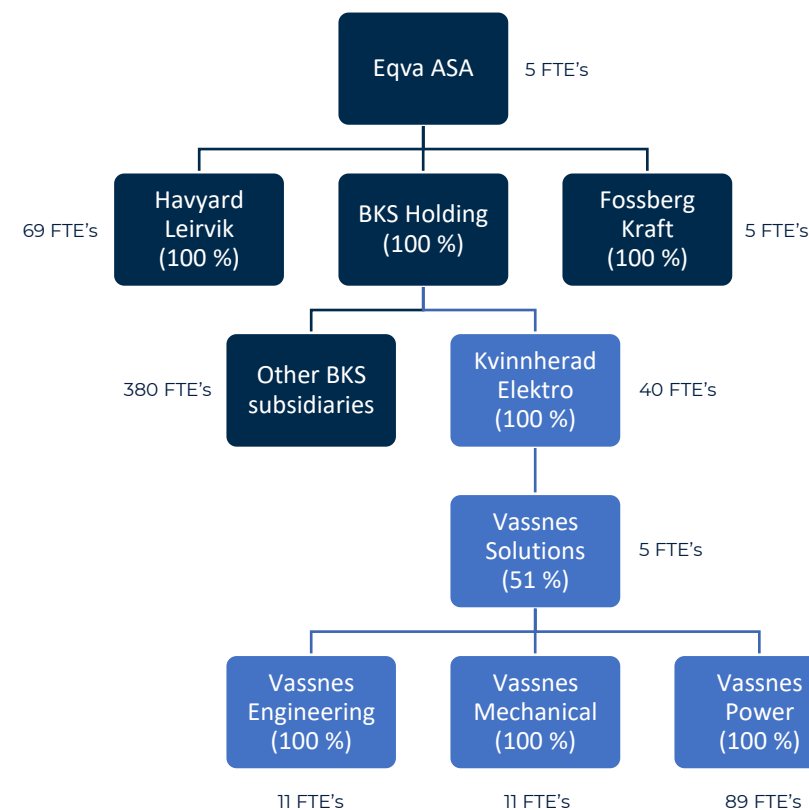 Eqva ASA
5 FTE's
69 FTE's
Havyard
Leirvik
(100 %)
BKS Holding
(100 %)
Fossberg
Kraft
(100 %)
5 FTE's
380 FTE's
Other BKS
subsidiaries
Kvinnherad
Elektro
(100 %)
40 FTE's
Vassnes
Solutions
(51 %)
5 FTE's
Vassnes
Engineering
(100 %)
Vassnes
Mechanical
(100 %)
Vassnes
Power
(100 %)
11 FTE's
11 FTE's
89 FTE's